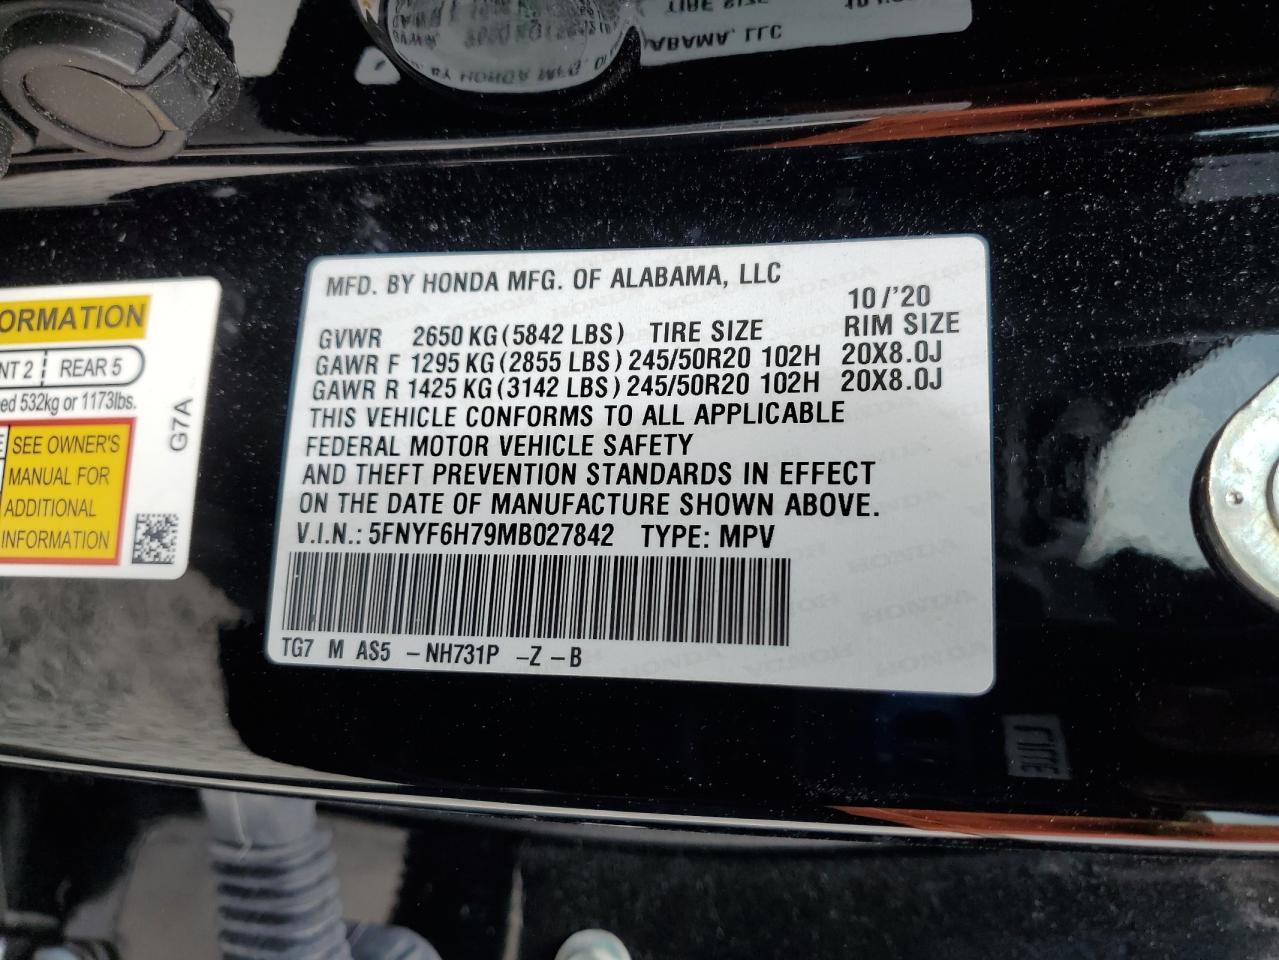 MFD. BY HONDA MFG. OF ALABAMA, LLC
10/'20
GVWR 2650 KG (5842 LBS) TIRE SIZE RIM SIZE
GAWR F 1295 KG (2855 LBS) 245/50R20 102H 20X8.0J
GAWR R 1425 KG (3142 LBS) 245/50R20 102H 20X8.0J
THIS VEHICLE CONFORMS TO ALL APPLICABLE
FEDERAL MOTOR VEHICLE SAFETY
AND THEFT PREVENTION STANDARDS IN EFFECT
ON THE DATE OF MANUFACTURE SHOWN ABOVE.
V.I.N.: 5FNYF6H79MB027842 TYPE: MPV
TG7 M AS5 -NH731P -Z -B
ORMATION
NT 2 REAR 5
ed 532kg or 1173lbs.
SEE OWNER'S
MANUAL FOR
ADDITIONAL
INFORMATION
G7A